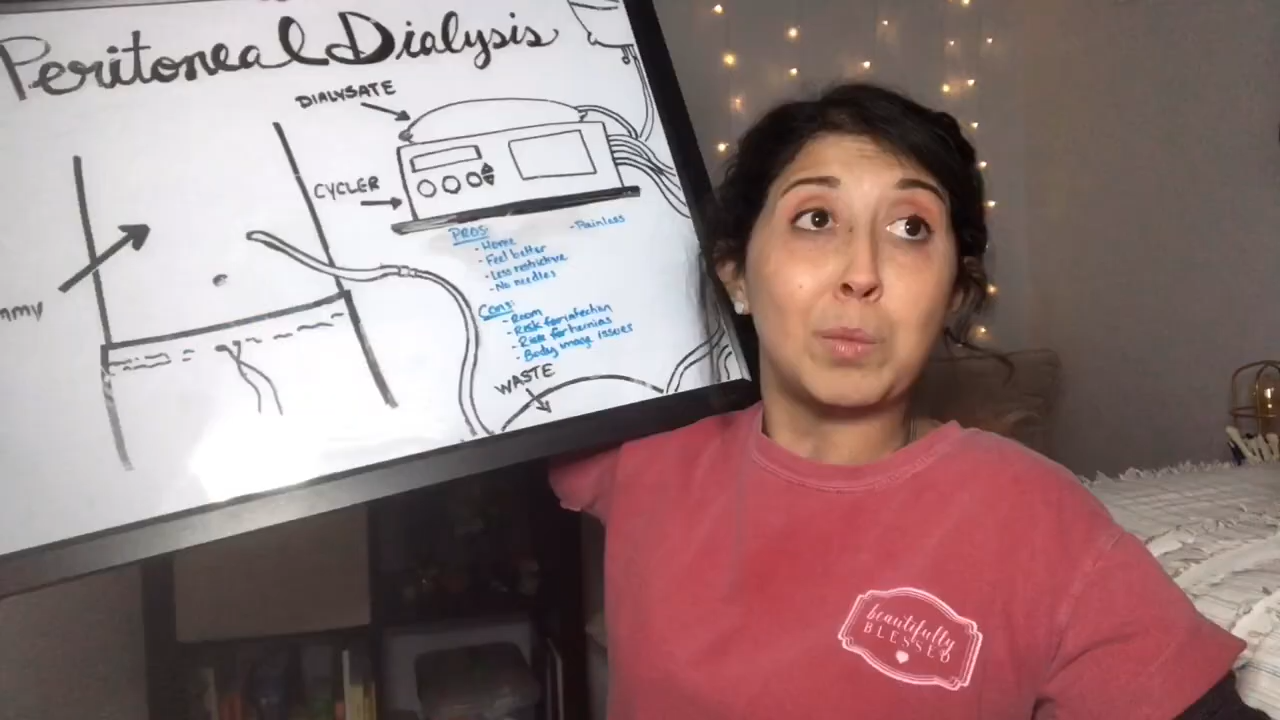 Peritoneal Dialysis
DIALYSATE
CYCLER
PROS:
- Home
- Painless
- Feel better
- Less restrictive
- No needles
Cons:
- Room
- Risk for infection
- Risk for hernias
- Body image issues
WASTE
beautifully
BLESSED